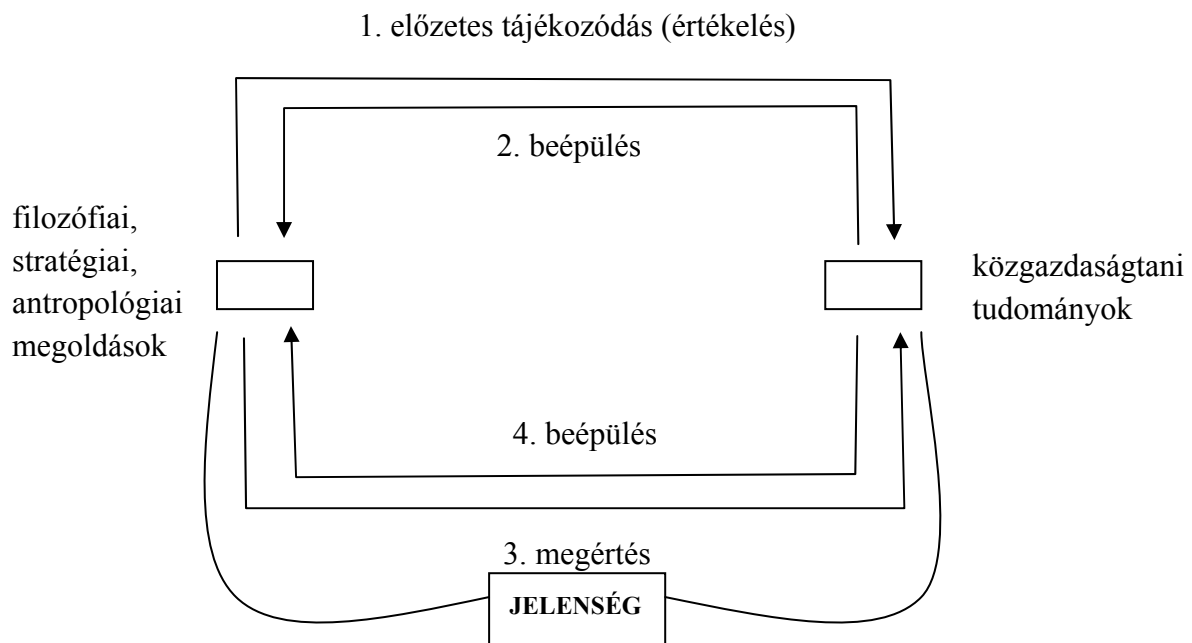 1. előzetes tájékozódás (értékelés)
2. beépülés
filozófiai,
stratégiai,
antropológiai
megoldások
közgazdaságtani
tudományok
4. beépülés
3. megértés
JELENSÉG